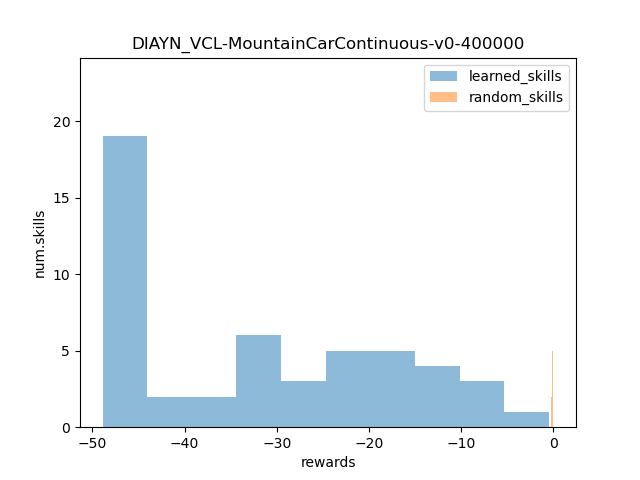 DIAYN_VCL-MountainCarContinuous-v0-400000
learned_skills
random_skills
20
15
10
5
0
num.skills
−50
−40
−30
−20
−10
0
rewards